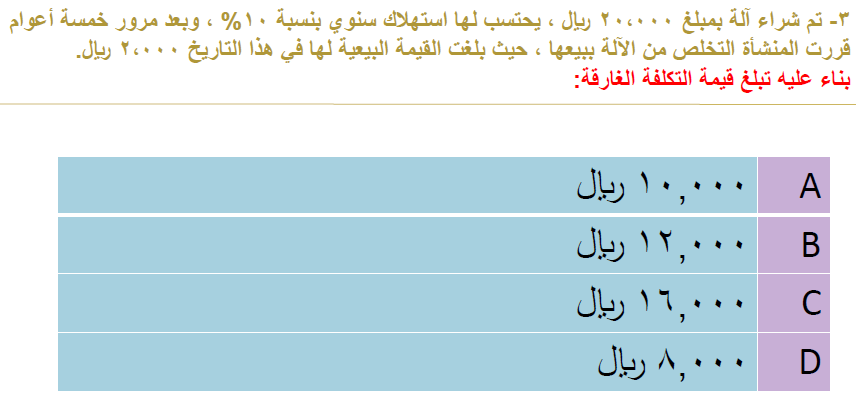 ٣- تم شراء آلة بمبلغ ٢٠،٠٠٠ ريال ، يحتسب لها استهلاك سنوي بنسبة ١٠% ، وبعد مرور خمسة أعوام
قررت المنشأة التخلص من الآلة ببيعها ، حيث بلغت القيمة البيعية لها في هذا التاريخ ٢،٠٠٠ ريال.
بناء عليه تبلغ قيمة التكلفة الغارقة:
A ١٠,٠٠٠ ريال
B ١٢,٠٠٠ ريال
C ١٦,٠٠٠ ريال
D ٨,٠٠٠ ريال